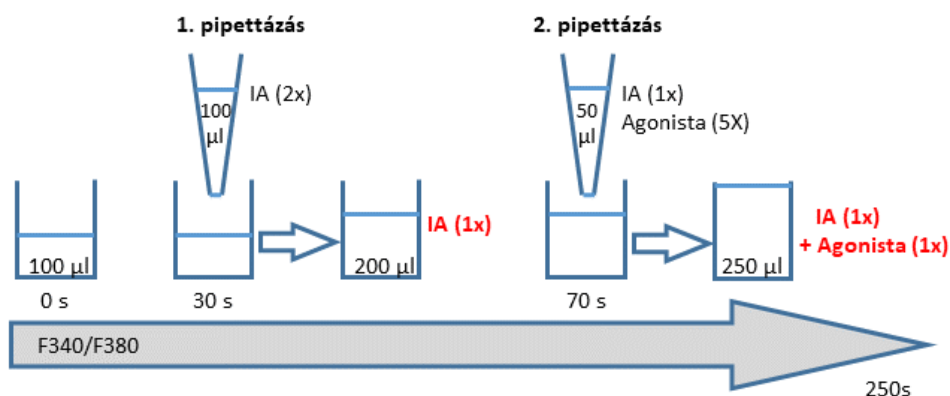 1. pipettázás
2. pipettázás
IA (2x)
100
µl
IA (1x)
Agonista (5X)
50
µl
IA (1x)
IA (1x)
+ Agonista (1x)
100 µl
200 µl
250 µl
0 s
30 s
70 s
F340/F380
250s